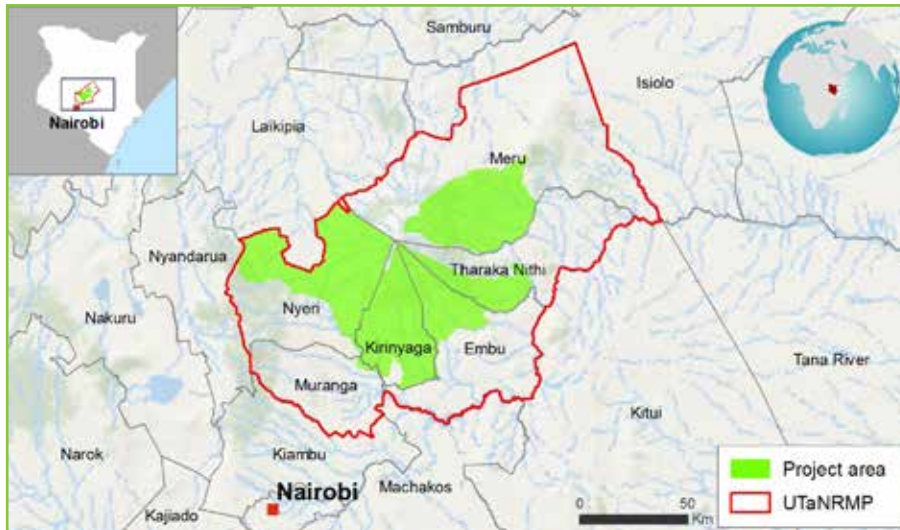 Samburu
Isiolo
Nairobi
Laikipia
Meru
Nyandarua
Tharaka Nithi
Nyeri
Nakuru
Kirinyaga
Embu
Tana River
Muranga
Kitui
Narok
Kiambu
Nairobi
Machakos
Kajiado
0 50
Km
Project area
UTaNRMP